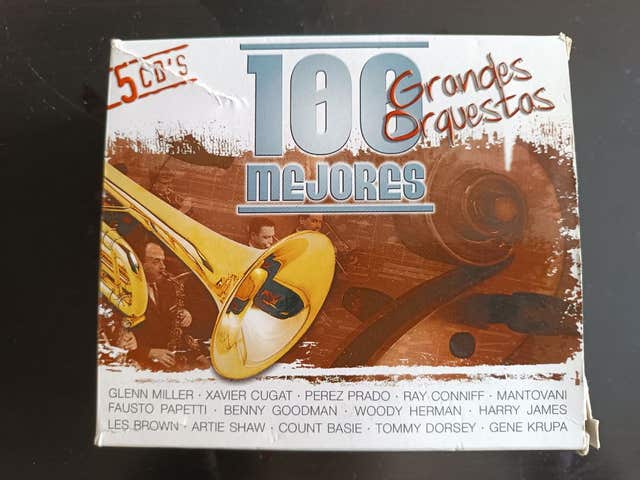 5 CD'S
100
Grandes
Orquestas
MEJORES
GLENN MILLER · XAVIER CUGAT · PEREZ PRADO · RAY CONNIFF · MANTOVANI
FAUSTO PAPETTI · BENNY GOODMAN · WOODY HERMAN · HARRY JAMES
LES BROWN · ARTIE SHAW · COUNT BASIE · TOMMY DORSEY · GENE KRUPA